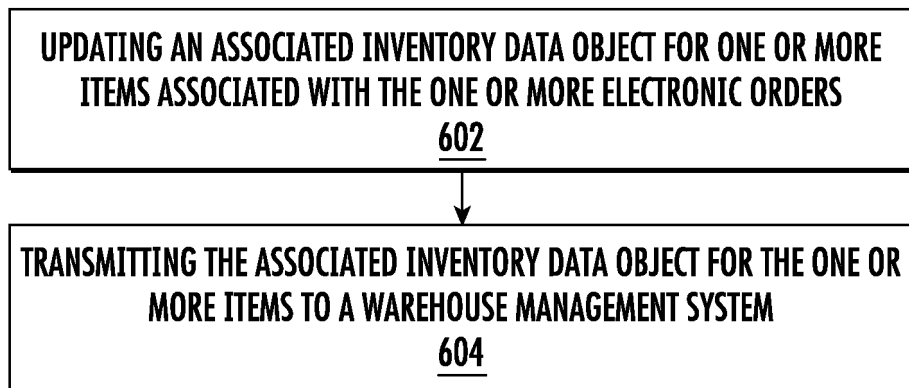 UPDATING AN ASSOCIATED INVENTORY DATA OBJECT FOR ONE OR MORE
ITEMS ASSOCIATED WITH THE ONE OR MORE ELECTRONIC ORDERS
602
TRANSMITTING THE ASSOCIATED INVENTORY DATA OBJECT FOR THE ONE OR
MORE ITEMS TO A WAREHOUSE MANAGEMENT SYSTEM
604